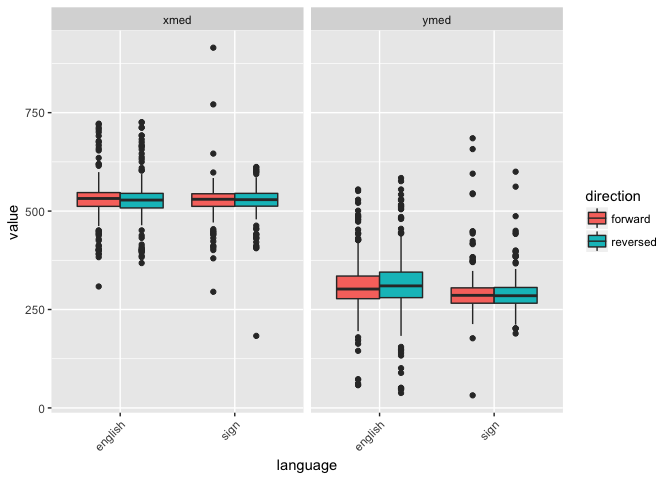 xmed
ymed
value
750
500
250
0
english
sign
english
sign
language
direction
forward
reversed